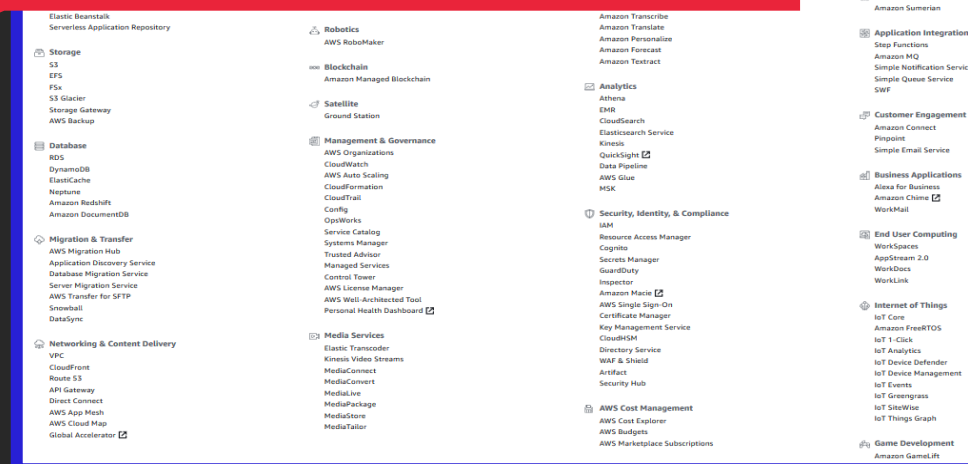 Elastic Beanstalk
Serverless Application Repository
Storage
S3
EFS
FSx
S3 Glacier
Storage Gateway
AWS Backup
Database
RDS
DynamoDB
ElastiCache
Neptune
Amazon Redshift
Amazon DocumentDB
Migration & Transfer
AWS Migration Hub
Application Discovery Service
Database Migration Service
Server Migration Service
AWS Transfer for SFTP
Snowball
DataSync
Networking & Content Delivery
VPC
CloudFront
Route 53
API Gateway
Direct Connect
AWS App Mesh
AWS Cloud Map
Global Accelerator
Robotics
AWS RoboMaker
Blockchain
Amazon Managed Blockchain
Satellite
Ground Station
Management & Governance
AWS Organizations
CloudWatch
AWS Auto Scaling
CloudFormation
CloudTrail
Config
OpsWorks
Service Catalog
Systems Manager
Trusted Advisor
Managed Services
Control Tower
AWS License Manager
AWS Well-Architected Tool
Personal Health Dashboard
Media Services
Elastic Transcoder
Kinesis Video Streams
MediaConnect
MediaConvert
MediaLive
MediaPackage
MediaStore
MediaTailor
Amazon Transcribe
Amazon Translate
Amazon Personalize
Amazon Forecast
Amazon Textract
Analytics
Athena
EMR
CloudSearch
Elasticsearch Service
Kinesis
QuickSight
Data Pipeline
AWS Glue
MSK
Security, Identity, & Compliance
IAM
Resource Access Manager
Cognito
Secrets Manager
GuardDuty
Inspector
Amazon Macie
AWS Single Sign-On
Certificate Manager
Key Management Service
CloudHSM
Directory Service
WAF & Shield
Artifact
Security Hub
AWS Cost Management
AWS Cost Explorer
AWS Budgets
AWS Marketplace Subscriptions
Amazon Sumerian
Application Integration
Step Functions
Amazon MQ
Simple Notification Servic
Simple Queue Service
SWF
Customer Engagement
Amazon Connect
Pinpoint
Simple Email Service
Business Applications
Alexa for Business
Amazon Chime
WorkMail
End User Computing
WorkSpaces
AppStream 2.0
WorkDocs
WorkLink
Internet of Things
IoT Core
Amazon FreeRTOS
IoT 1-Click
IoT Analytics
IoT Device Defender
IoT Device Management
IoT Events
IoT Greengrass
IoT SiteWise
IoT Things Graph
Game Development
Amazon GameLift